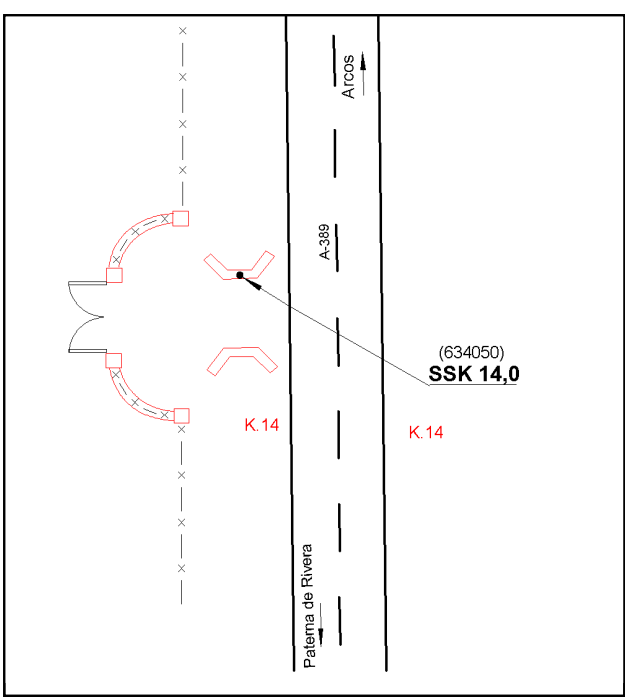 Arcos
A-389
(634050)
SSK 14,0
K.14
K.14
Paterna de Rivera